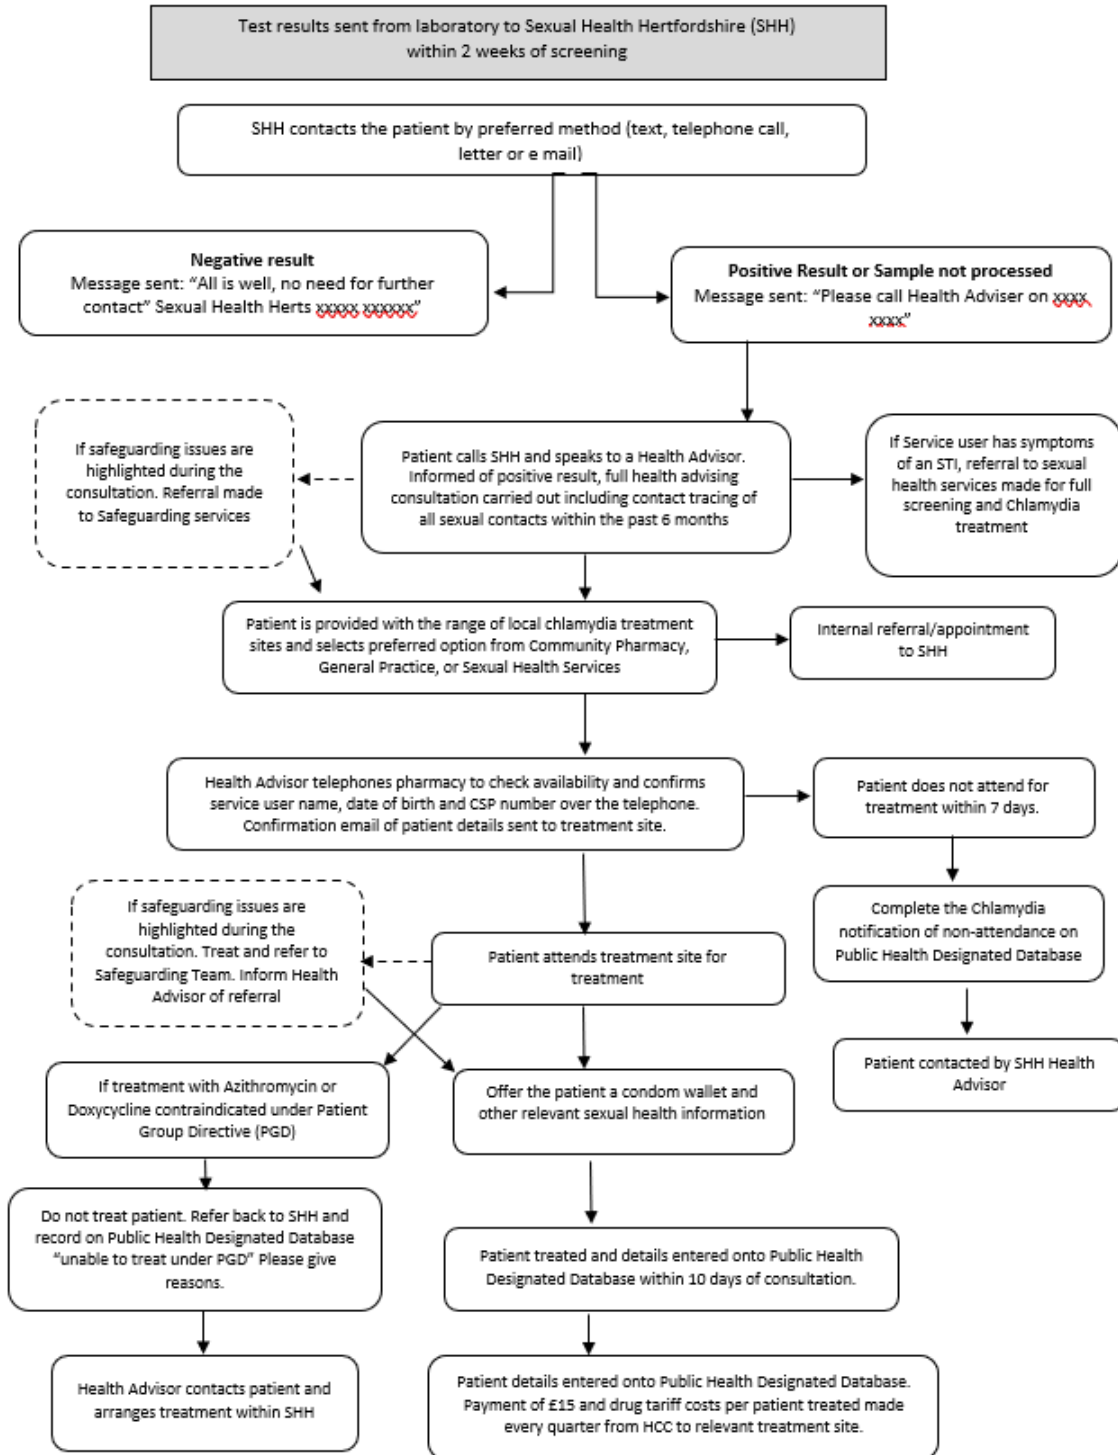 Test results sent from laboratory to Sexual Health Hertfordshire (SHH)
within 2 weeks of screening
SHH contacts the patient by preferred method (text, telephone call,
letter or e mail)
Negative result
Message sent: “All is well, no need for further
contact” Sexual Health Herts xxxxx xxxxxx”
Positive Result or Sample not processed
Message sent: “Please call Health Adviser on xxxx
xxxx”
If safeguarding issues are
highlighted during the
consultation. Referral made
to Safeguarding services
Patient calls SHH and speaks to a Health Advisor.
Informed of positive result, full health advising
consultation carried out including contact tracing of
all sexual contacts within the past 6 months
If Service user has symptoms
of an STI, referral to sexual
health services made for full
screening and Chlamydia
treatment
Patient is provided with the range of local chlamydia treatment
sites and selects preferred option from Community Pharmacy,
General Practice, or Sexual Health Services
Internal referral/appointment
to SHH
Health Advisor telephones pharmacy to check availability and confirms
service user name, date of birth and CSP number over the telephone.
Confirmation email of patient details sent to treatment site.
Patient does not attend for
treatment within 7 days.
If safeguarding issues are
highlighted during the
consultation. Treat and refer to
Safeguarding Team. Inform Health
Advisor of referral
Patient attends treatment site for
treatment
Complete the Chlamydia
notification of non-attendance on
Public Health Designated Database
Patient contacted by SHH Health
Advisor
If treatment with Azithromycin or
Doxycycline contraindicated under Patient
Group Directive (PGD)
Offer the patient a condom wallet and
other relevant sexual health information
Do not treat patient. Refer back to SHH and
record on Public Health Designated Database
“unable to treat under PGD” Please give
reasons.
Patient treated and details entered onto Public Health
Designated Database within 10 days of consultation.
Health Advisor contacts patient and
arranges treatment within SHH
Patient details entered onto Public Health Designated Database.
Payment of £15 and drug tariff costs per patient treated made
every quarter from HCC to relevant treatment site.